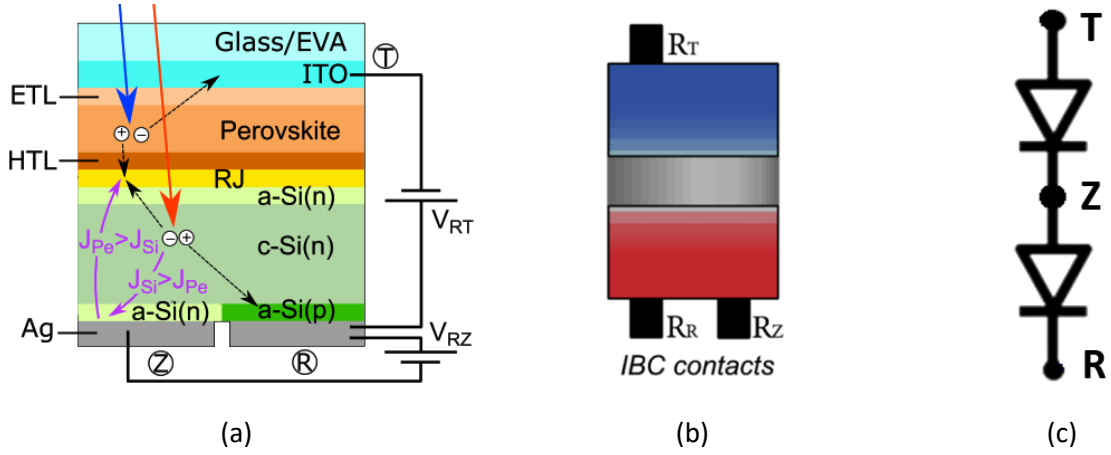 Glass/EVA
T
ITO
ETL
+ −
Perovskite
HTL
RJ
a-Si(n)
V_RT
J_Pe>J_Si
− +
c-Si(n)
J_Si>J_Pe
a-Si(n)
a-Si(p)
Ag
V_RZ
Z
R
(a)
R_T
R_R
R_Z
IBC contacts
(b)
T
Z
R
(c)